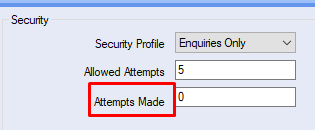 Security
Security Profile Enquiries Only
Allowed Attempts 5
Attempts Made 0